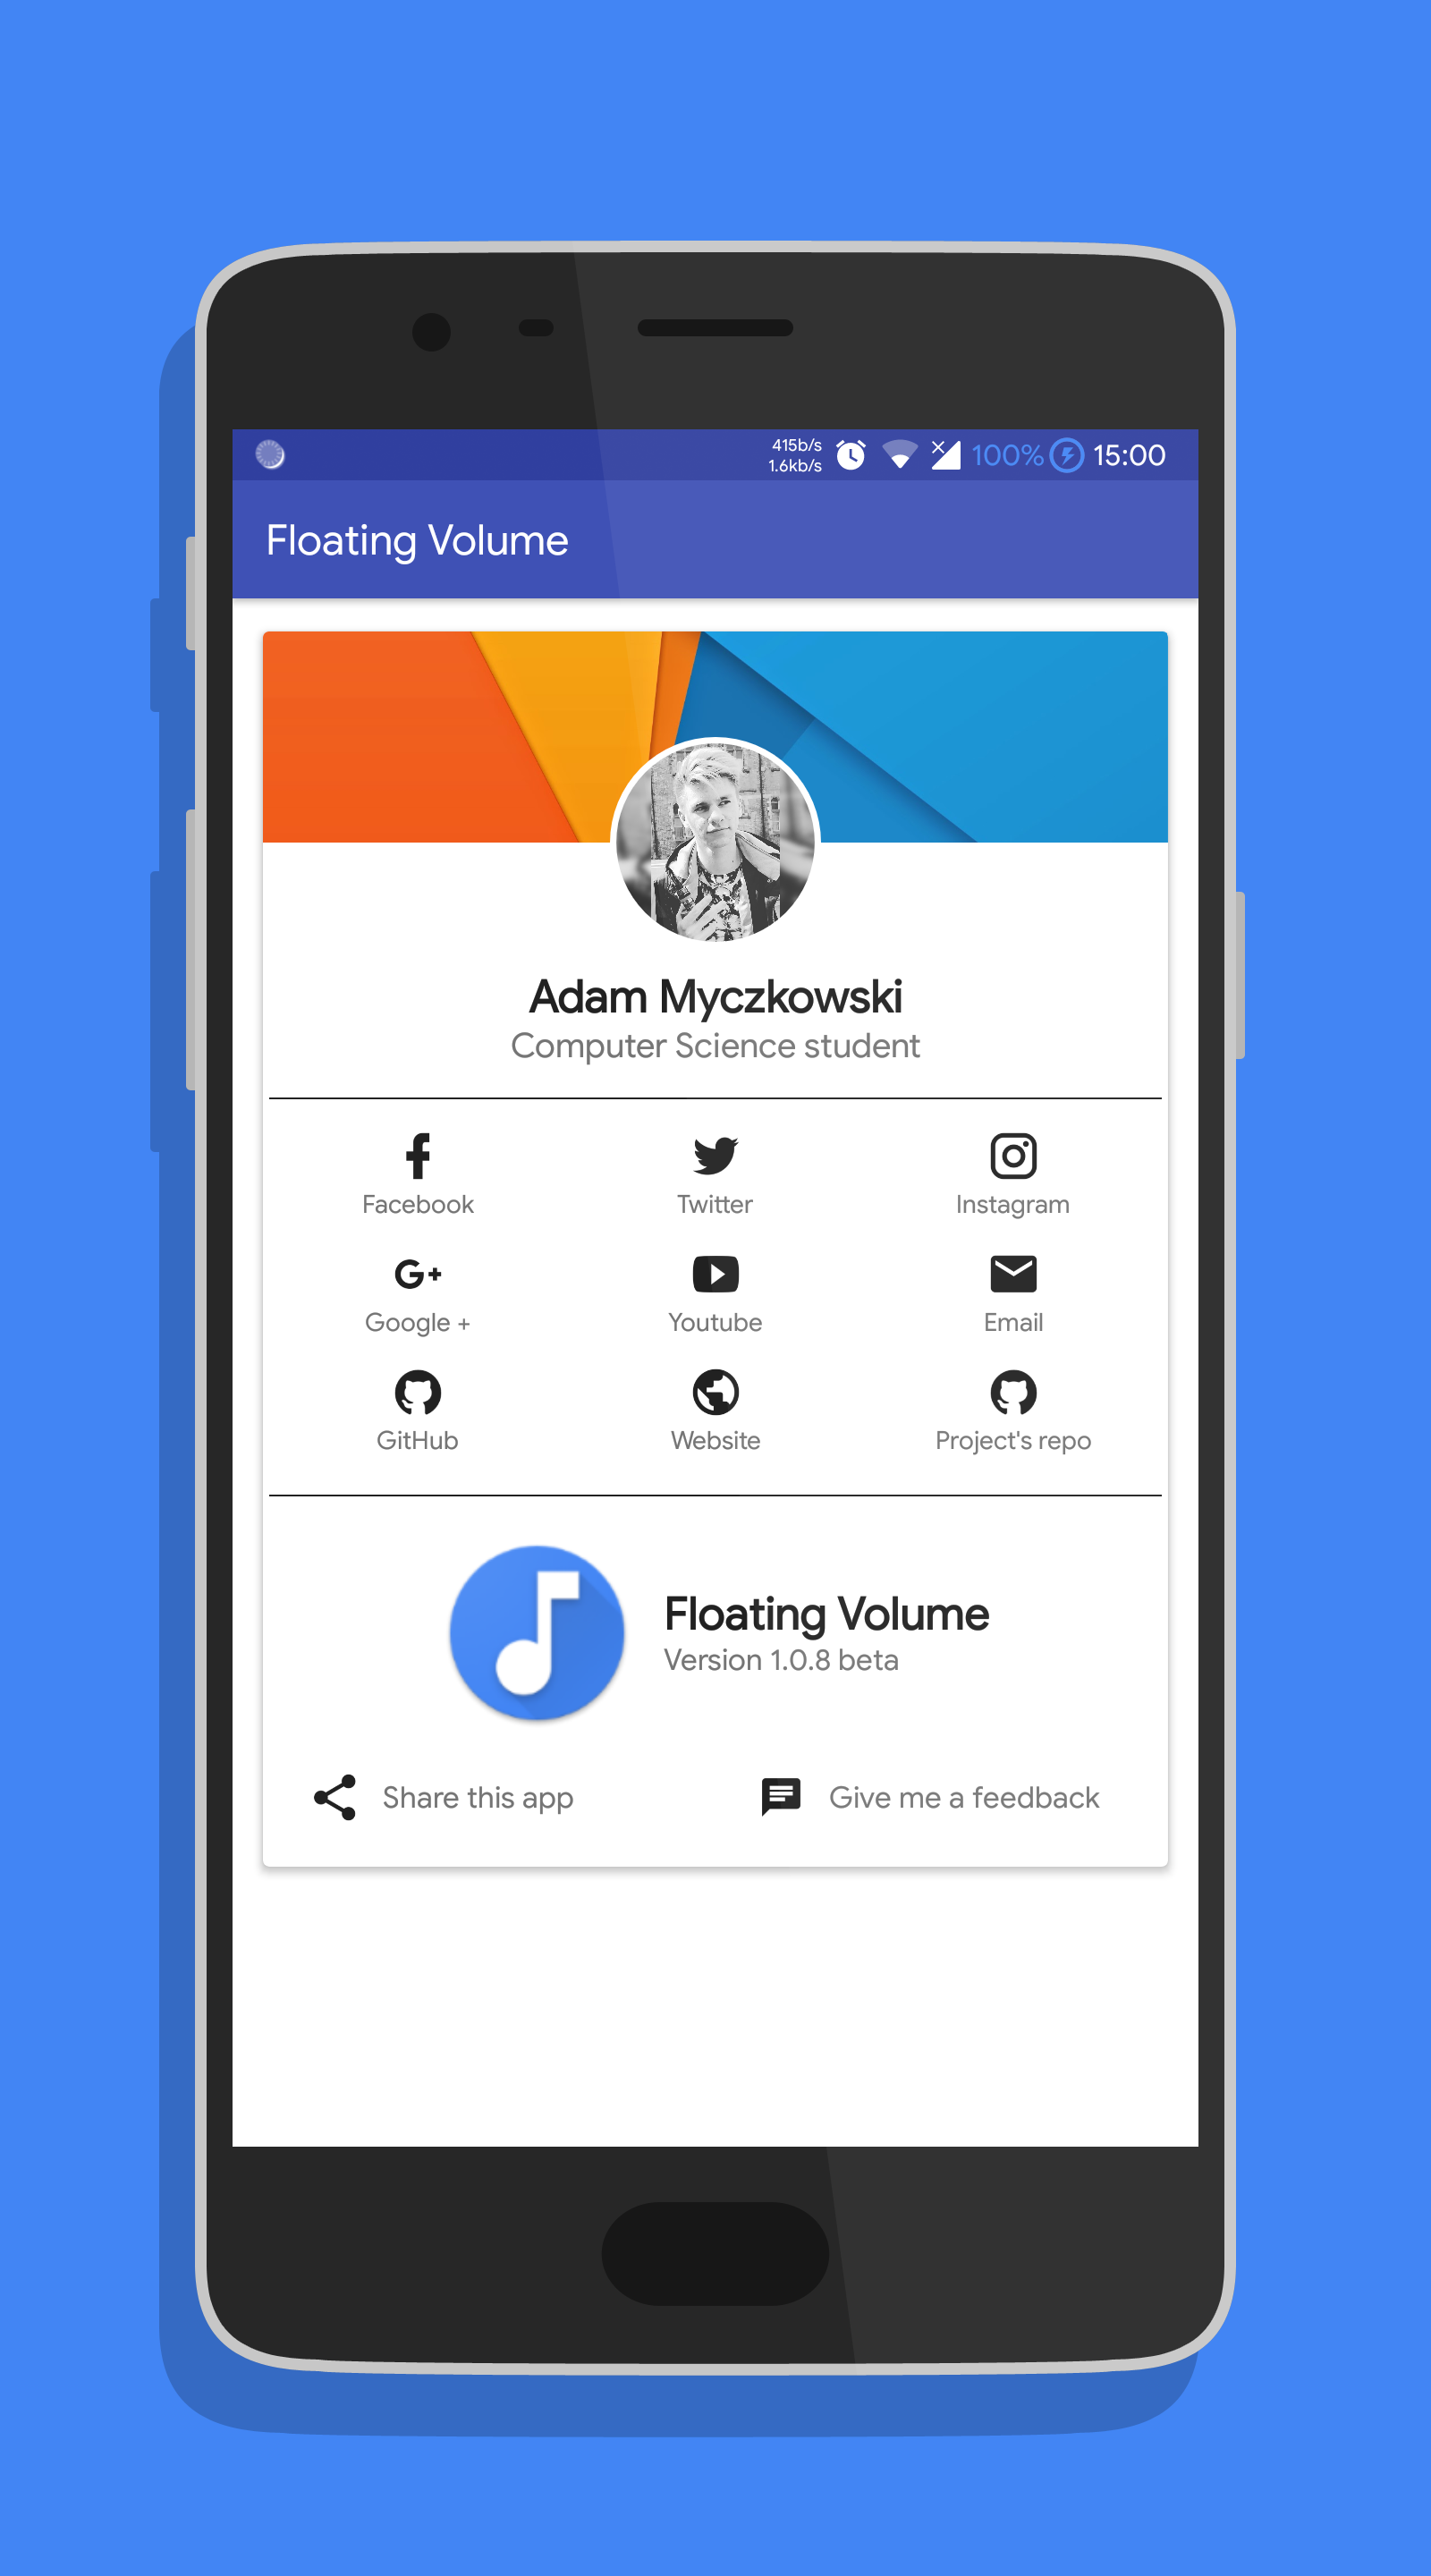 415b/s
1.6kb/s
100%
15:00
Floating Volume
Adam Myczkowski
Computer Science student
Facebook
Twitter
Instagram
G+
Google +
Youtube
Email
GitHub
Website
Project's repo
Floating Volume
Version 1.0.8 beta
Share this app
Give me a feedback